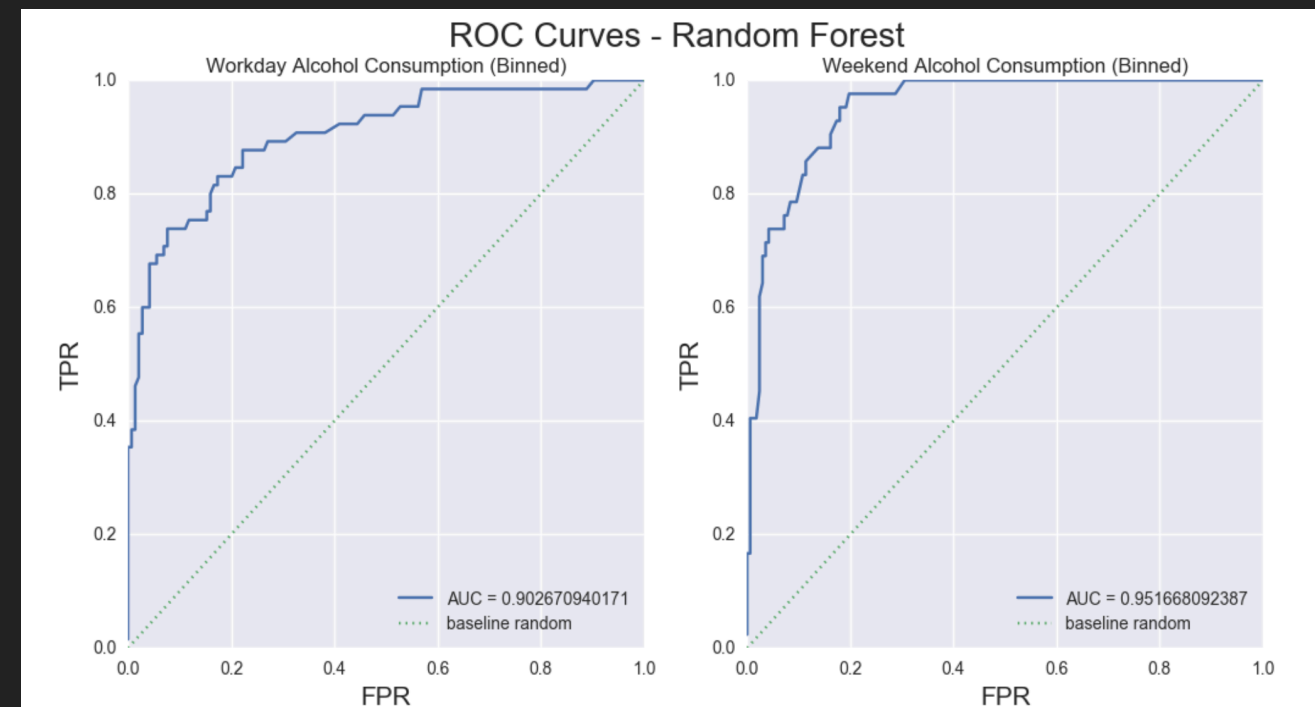 ROC Curves - Random Forest
Workday Alcohol Consumption (Binned)
1.0
0.8
0.6
0.4
0.2
0.0
TPR
AUC = 0.902670940171
baseline random
0.0 0.2 0.4 0.6 0.8 1.0
FPR
Weekend Alcohol Consumption (Binned)
1.0
0.8
0.6
0.4
0.2
0.0
TPR
AUC = 0.951668092387
baseline random
0.0 0.2 0.4 0.6 0.8 1.0
FPR